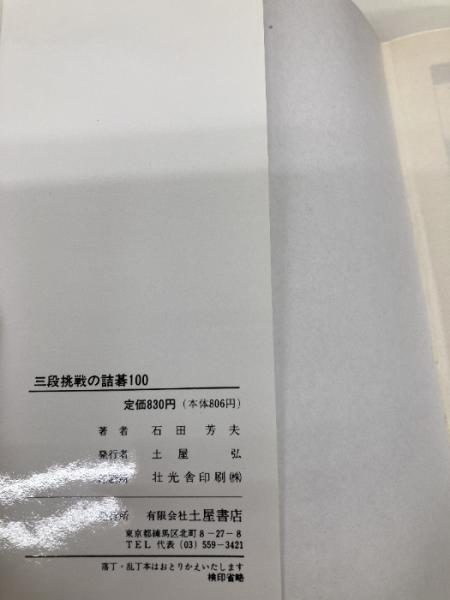 三段挑戦の詰碁100
定価830円（本体806円）
著者 石田芳夫
発行者 土屋弘
壮光舎印刷㈱
有限会社土屋書店
東京都練馬区北町8－27－8
TEL 代表（03）559－3421
落丁・乱丁本はおとりかえいたします
検印省略